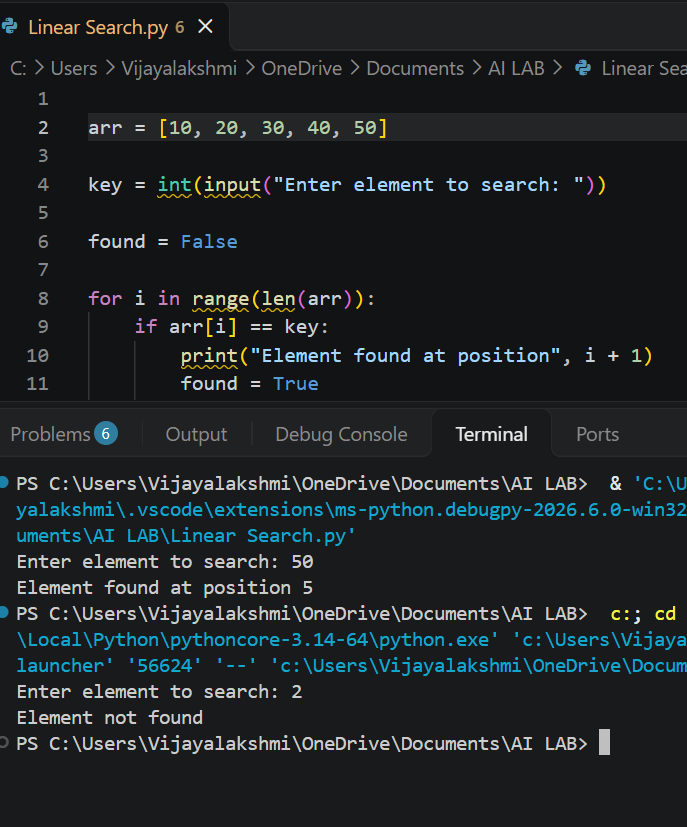 Linear Search.py 6
C: > Users > Vijayalakshmi > OneDrive > Documents > AI LAB > Linear Sea
1
2 arr = [10, 20, 30, 40, 50]
3
4 key = int(input("Enter element to search: "))
5
6 found = False
7
8 for i in range(len(arr)):
9     if arr[i] == key:
10         print("Element found at position", i + 1)
11         found = True
Problems 6 Output Debug Console Terminal Ports
PS C:\Users\Vijayalakshmi\OneDrive\Documents\AI LAB>  & 'C:\U
yalakshmi\.vscode\extensions\ms-python.debugpy-2026.6.0-win32
uments\AI LAB\Linear Search.py'
Enter element to search: 50
Element found at position 5
PS C:\Users\Vijayalakshmi\OneDrive\Documents\AI LAB>  c:; cd
\Local\Python\pythoncore-3.14-64\python.exe' 'c:\Users\Vijaya
launcher' '56624' '--' 'c:\Users\Vijayalakshmi\OneDrive\Docum
Enter element to search: 2
Element not found
PS C:\Users\Vijayalakshmi\OneDrive\Documents\AI LAB>